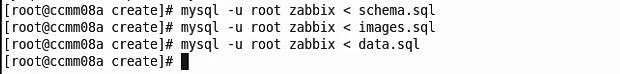 [root@ccmm08a create]# mysql -u root zabbix < schema.sql
[root@ccmm08a create]# mysql -u root zabbix < images.sql
[root@ccmm08a create]# mysql -u root zabbix < data.sql
[root@ccmm08a create]#